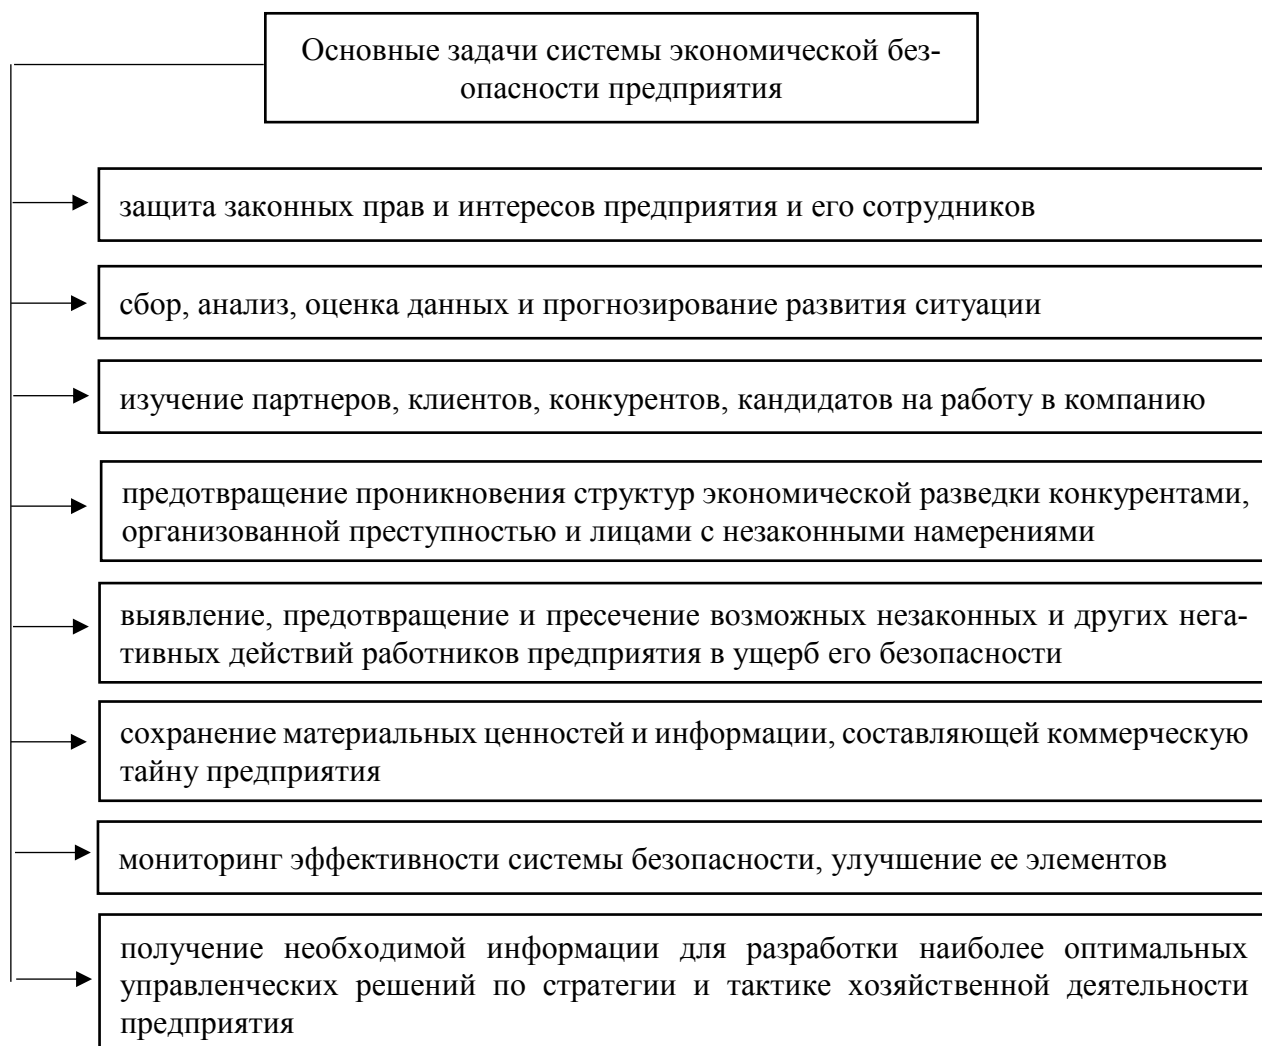 Основные задачи системы экономической без-
опасности предприятия
защита законных прав и интересов предприятия и его сотрудников
сбор, анализ, оценка данных и прогнозирование развития ситуации
изучение партнеров, клиентов, конкурентов, кандидатов на работу в компанию
предотвращение проникновения структур экономической разведки конкурентами,
организованной преступностью и лицами с незаконными намерениями
выявление, предотвращение и пресечение возможных незаконных и других нега-
тивных действий работников предприятия в ущерб его безопасности
сохранение материальных ценностей и информации, составляющей коммерческую
тайну предприятия
мониторинг эффективности системы безопасности, улучшение ее элементов
получение необходимой информации для разработки наиболее оптимальных
управленческих решений по стратегии и тактике хозяйственной деятельности
предприятия